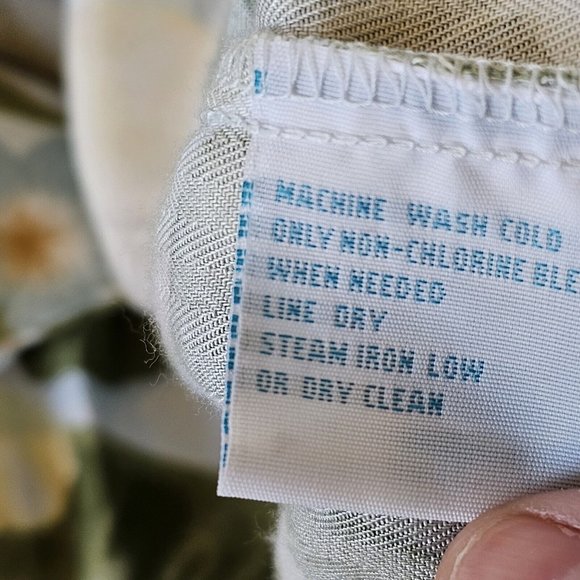 MACHINE WASH COLD
ONLY NON-CHLORINE BLE
WHEN NEEDED
LINE DRY
STEAM IRON LOW
OR DRY CLEAN